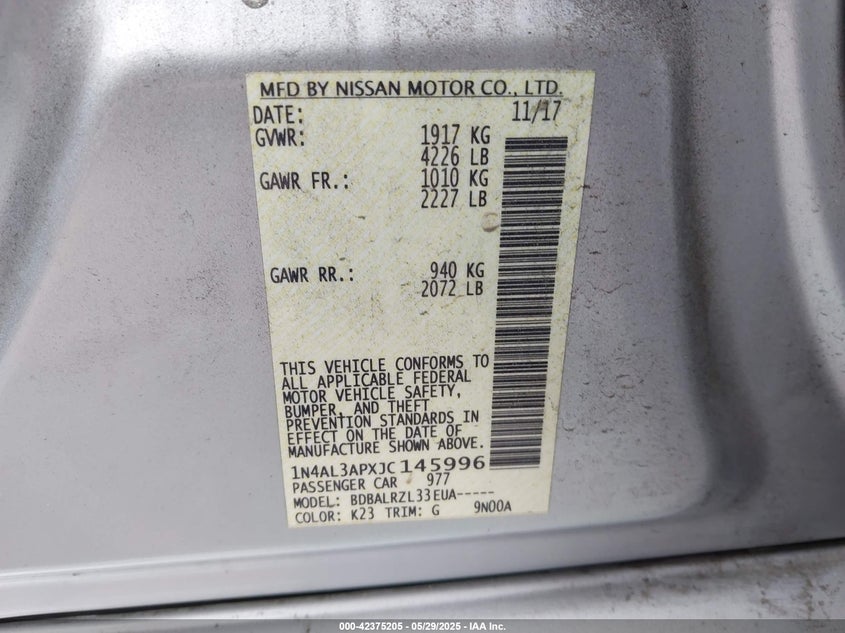 MFD BY NISSAN MOTOR CO., LTD.
DATE: 11/17
GVWR: 1917 KG
4226 LB
GAWR FR.: 1010 KG
2227 LB
GAWR RR.: 940 KG
2072 LB
THIS VEHICLE CONFORMS TO
ALL APPLICABLE FEDERAL
MOTOR VEHICLE SAFETY,
BUMPER, AND THEFT
PREVENTION STANDARDS IN
EFFECT ON THE DATE OF
MANUFACTURE SHOWN ABOVE.
1N4AL3APXJC145996
PASSENGER CAR 977
MODEL: BDBALRZL33EUA-----
COLOR: K23 TRIM: G 9N00A
000-42375205 - 05/29/2025 - IAA Inc.